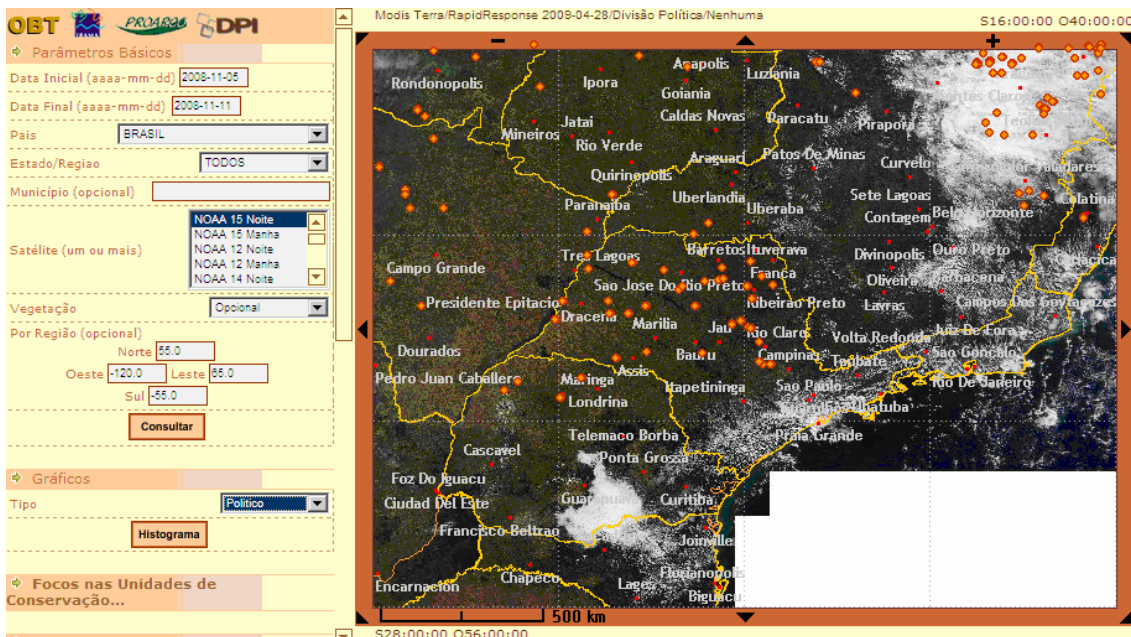 OBT PROARCO DPI
Parâmetros Básicos
Data Inicial (aaaa-mm-dd) 2008-11-05
Data Final (aaaa-mm-dd) 2008-11-11
Pais BRASIL
Estado/Regiao TODOS
Município (opcional)
Satélite (um ou mais)
NOAA 15 Noite
NOAA 15 Manha
NOAA 12 Noite
NOAA 12 Manha
NOAA 14 Noite
Vegetação Opcional
Por Região (opcional)
Norte 55.0
Oeste -120.0 Leste 65.0
Sul -55.0
Consultar
Gráficos
Tipo Politico
Histograma
Focos nas Unidades de
Conservação...
Modis Terra/RapidResponse 2009-04-28/Divisão Política/Nenhuma
S16:00:00 O40:00:00
Rondonopolis
Ipora
Anapolis
Luziania
Goiania
Caldas Novas
Paracatu
Pirapora
Montes Claros
Jatai
Mineiros
Rio Verde
Araguari
Patos De Minas
Curvelo
Quirinopolis
Uberlandia
Sete Lagoas
Colatina
Paranaiba
Uberaba
Contagem
Belo Horizonte
Campo Grande
Tres Lagoas
Barretos
Ituverava
Divinopolis
Ouro Preto
Franca
Oliveira
Barbacena
Presidente Epitacio
Sao Jose Do Rio Preto
Ribeirao Preto
Lavras
Campos Dos Goytacazes
Dracena
Marilia
Jau
Rio Claro
Volta Redonda
Juiz De Fora
Dourados
Bauru
Campinas
Taubate
Sao Goncalo
Pedro Juan Caballero
Maringa
Assis
Itapetininga
Sao Paulo
Rio De Janeiro
Londrina
Guarulhos
Ubatuba
Telemaco Borba
Praia Grande
Cascavel
Ponta Grossa
Foz Do Iguacu
Ciudad Del Este
Guarapuava
Curitiba
Francisco Beltrao
Joinville
Encarnación
Chapeco
Lages
Florianopolis
Biguacu
500 km
S28:00:00 O56:00:00